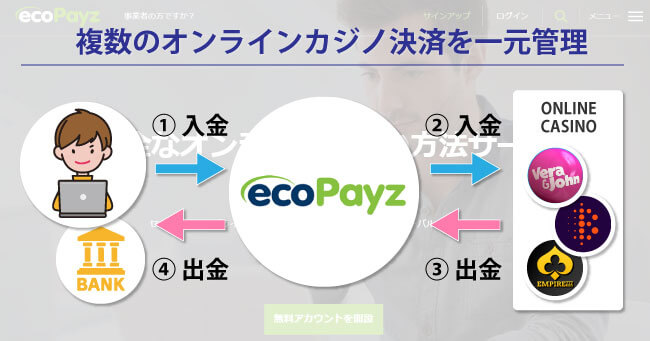 ecoPayz 事業者の方ですか？ サインアップ ログイン メニュー
複数のオンラインカジノ決済を一元管理
① 入金
② 入金
ONLINE
CASINO
Vera
&John
ecoPayz
BANK
④ 出金
③ 出金
EMPIRE
無料アカウントを開設